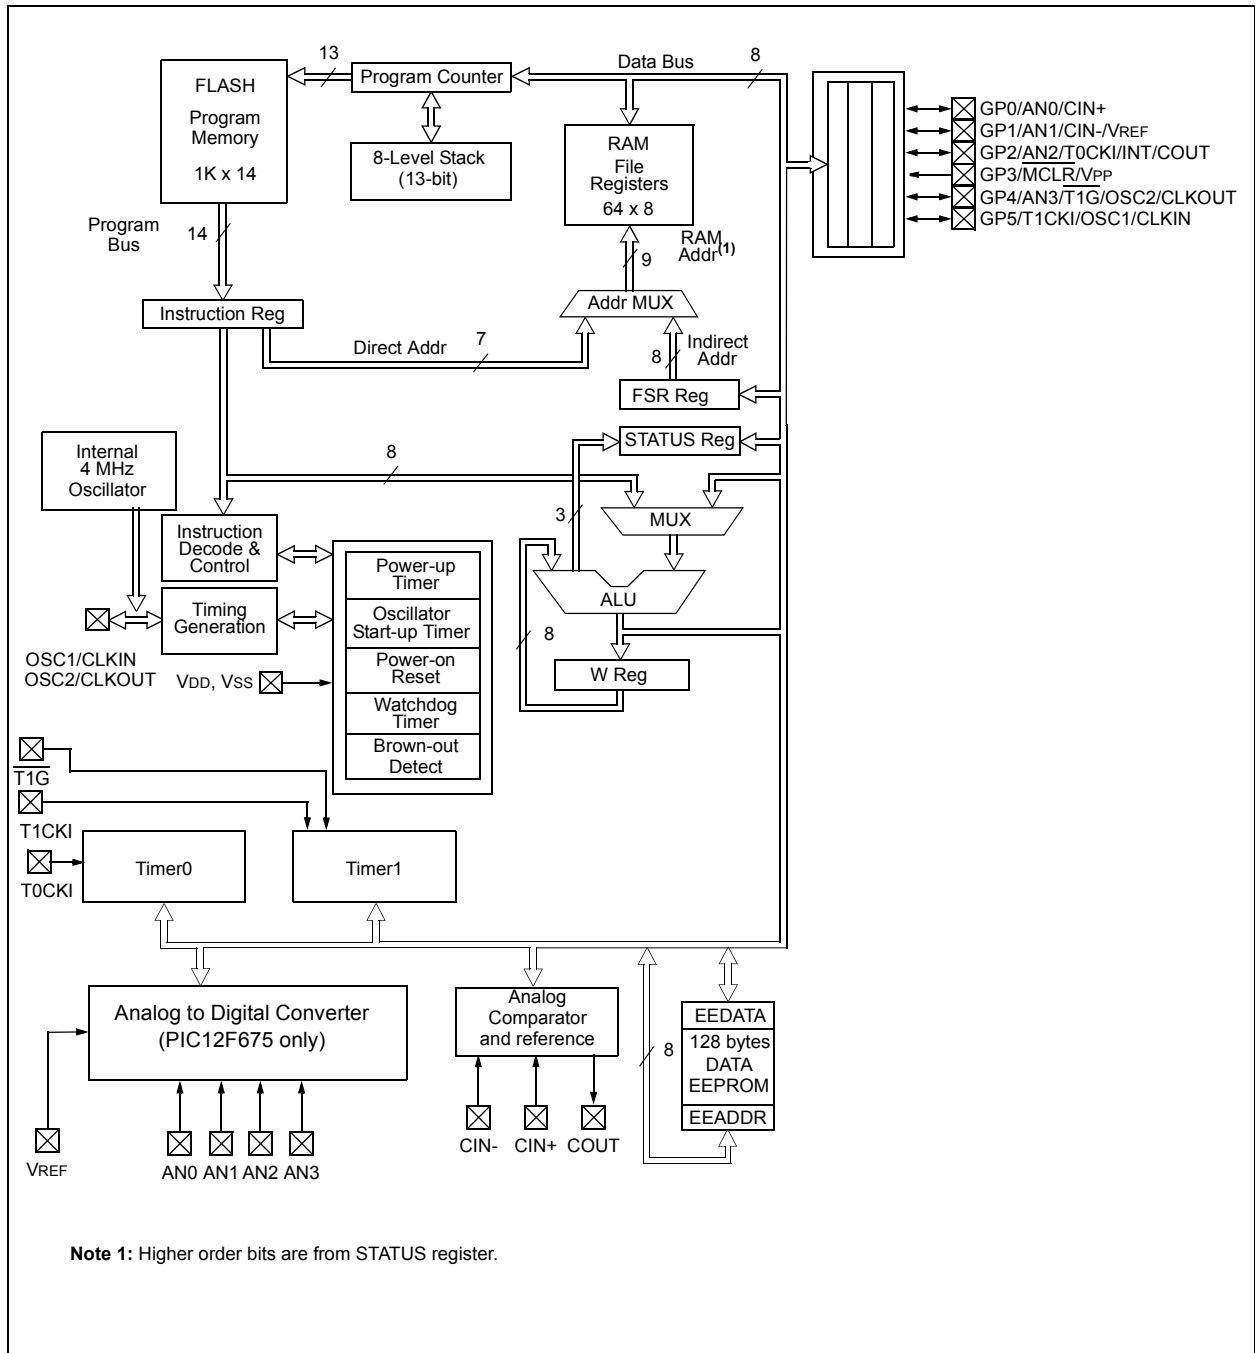 13
Data Bus
8
FLASH
Program
Memory
1K x 14
Program Counter
8-Level Stack
(13-bit)
RAM
File
Registers
64 x 8
GP0/AN0/CIN+
GP1/AN1/CIN-/VREF
GP2/AN2/T0CKI/INT/COUT
GP3/MCLR/VPP
GP4/AN3/T1G/OSC2/CLKOUT
GP5/T1CKI/OSC1/CLKIN
Program
Bus
14
RAM
Addr(1)
9
Addr MUX
Instruction Reg
Direct Addr
7
8
Indirect
Addr
FSR Reg
STATUS Reg
Internal
4 MHz
Oscillator
8
3
MUX
Instruction
Decode &
Control
Power-up
Timer
ALU
Timing
Generation
Oscillator
Start-up Timer
8
OSC1/CLKIN
OSC2/CLKOUT
VDD, VSS
Power-on
Reset
W Reg
Watchdog
Timer
Brown-out
Detect
T1G
T1CKI
T0CKI
Timer0
Timer1
Analog to Digital Converter
(PIC12F675 only)
Analog
Comparator
and reference
EEDATA
8
128 bytes
DATA
EEPROM
EEADDR
VREF
AN0 AN1 AN2 AN3
CIN- CIN+ COUT
Note 1: Higher order bits are from STATUS register.